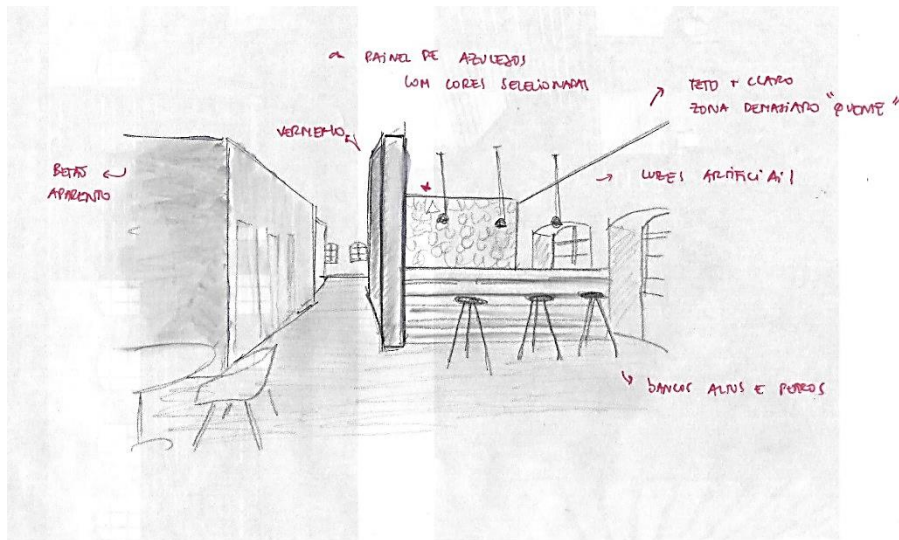 PAINEL DE AZULEJOS
COM CORES SELECIONADAS
TETO + CLARO
ZONA DEMASIADO "QUENTE"
VERMELHO
BETÃO
APARENTE
LUZES ARTIFICIAIS
BANCOS ALTOS E PRETOS